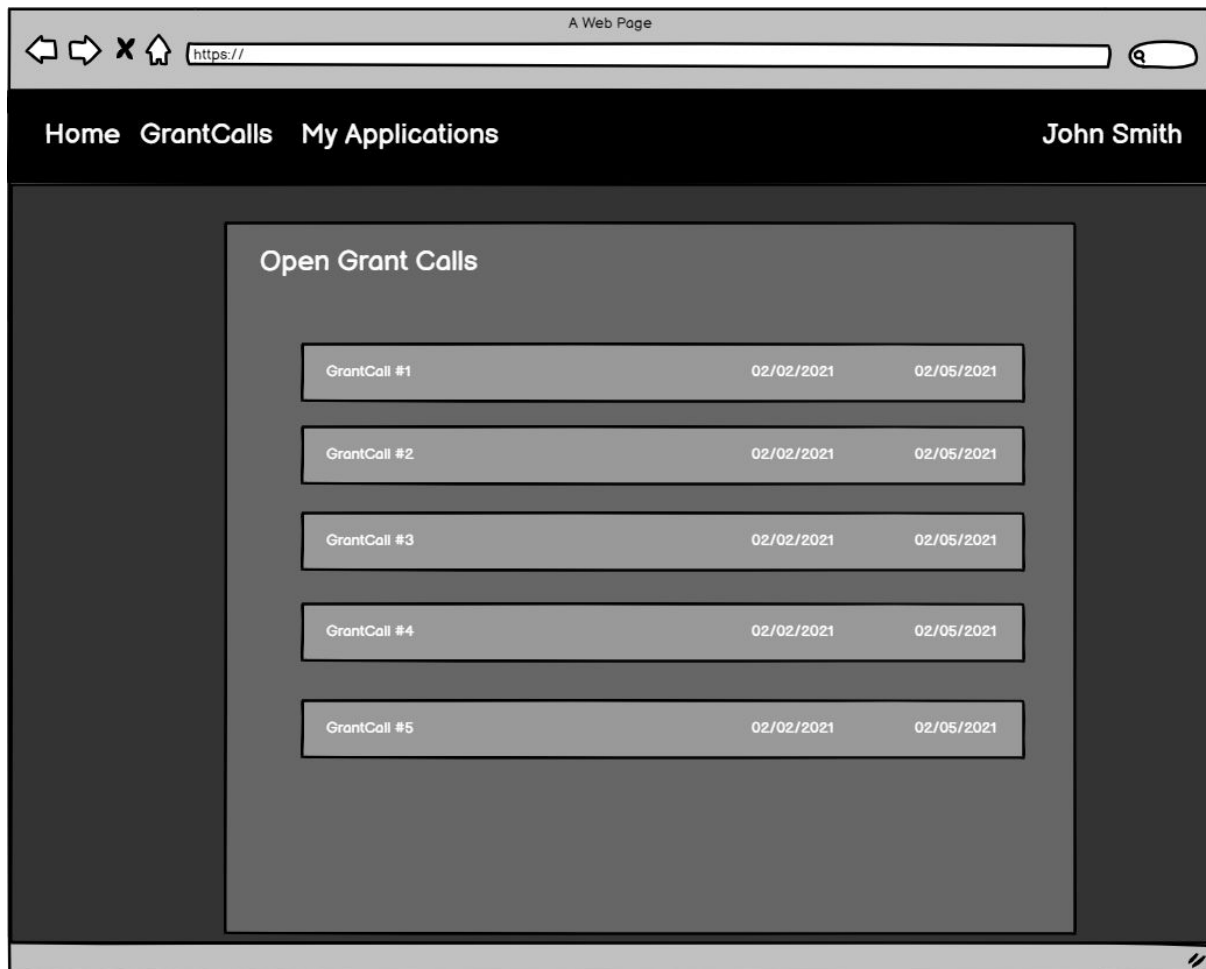 A Web Page
https://
Home GrantCalls My Applications John Smith
Open Grant Calls
GrantCall #1 02/02/2021 02/05/2021
GrantCall #2 02/02/2021 02/05/2021
GrantCall #3 02/02/2021 02/05/2021
GrantCall #4 02/02/2021 02/05/2021
GrantCall #5 02/02/2021 02/05/2021